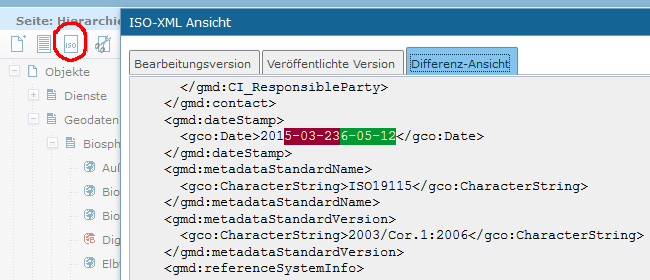 Seite: Hierarchie
ISO
Objekte
Dienste
Geodaten
Biosph
Auß
Bio
Bio
Dig
Elbt
ISO-XML Ansicht
Bearbeitungsversion
Veröffentlichte Version
Differenz-Ansicht
</gmd:CI_ResponsibleParty>
</gmd:contact>
<gmd:dateStamp>
<gco:Date>2015-03-236-05-12</gco:Date>
</gmd:dateStamp>
<gmd:metadataStandardName>
<gco:CharacterString>ISO19115</gco:CharacterString>
</gmd:metadataStandardName>
<gmd:metadataStandardVersion>
<gco:CharacterString>2003/Cor.1:2006</gco:CharacterString>
</gmd:metadataStandardVersion>
<gmd:referenceSystemInfo>